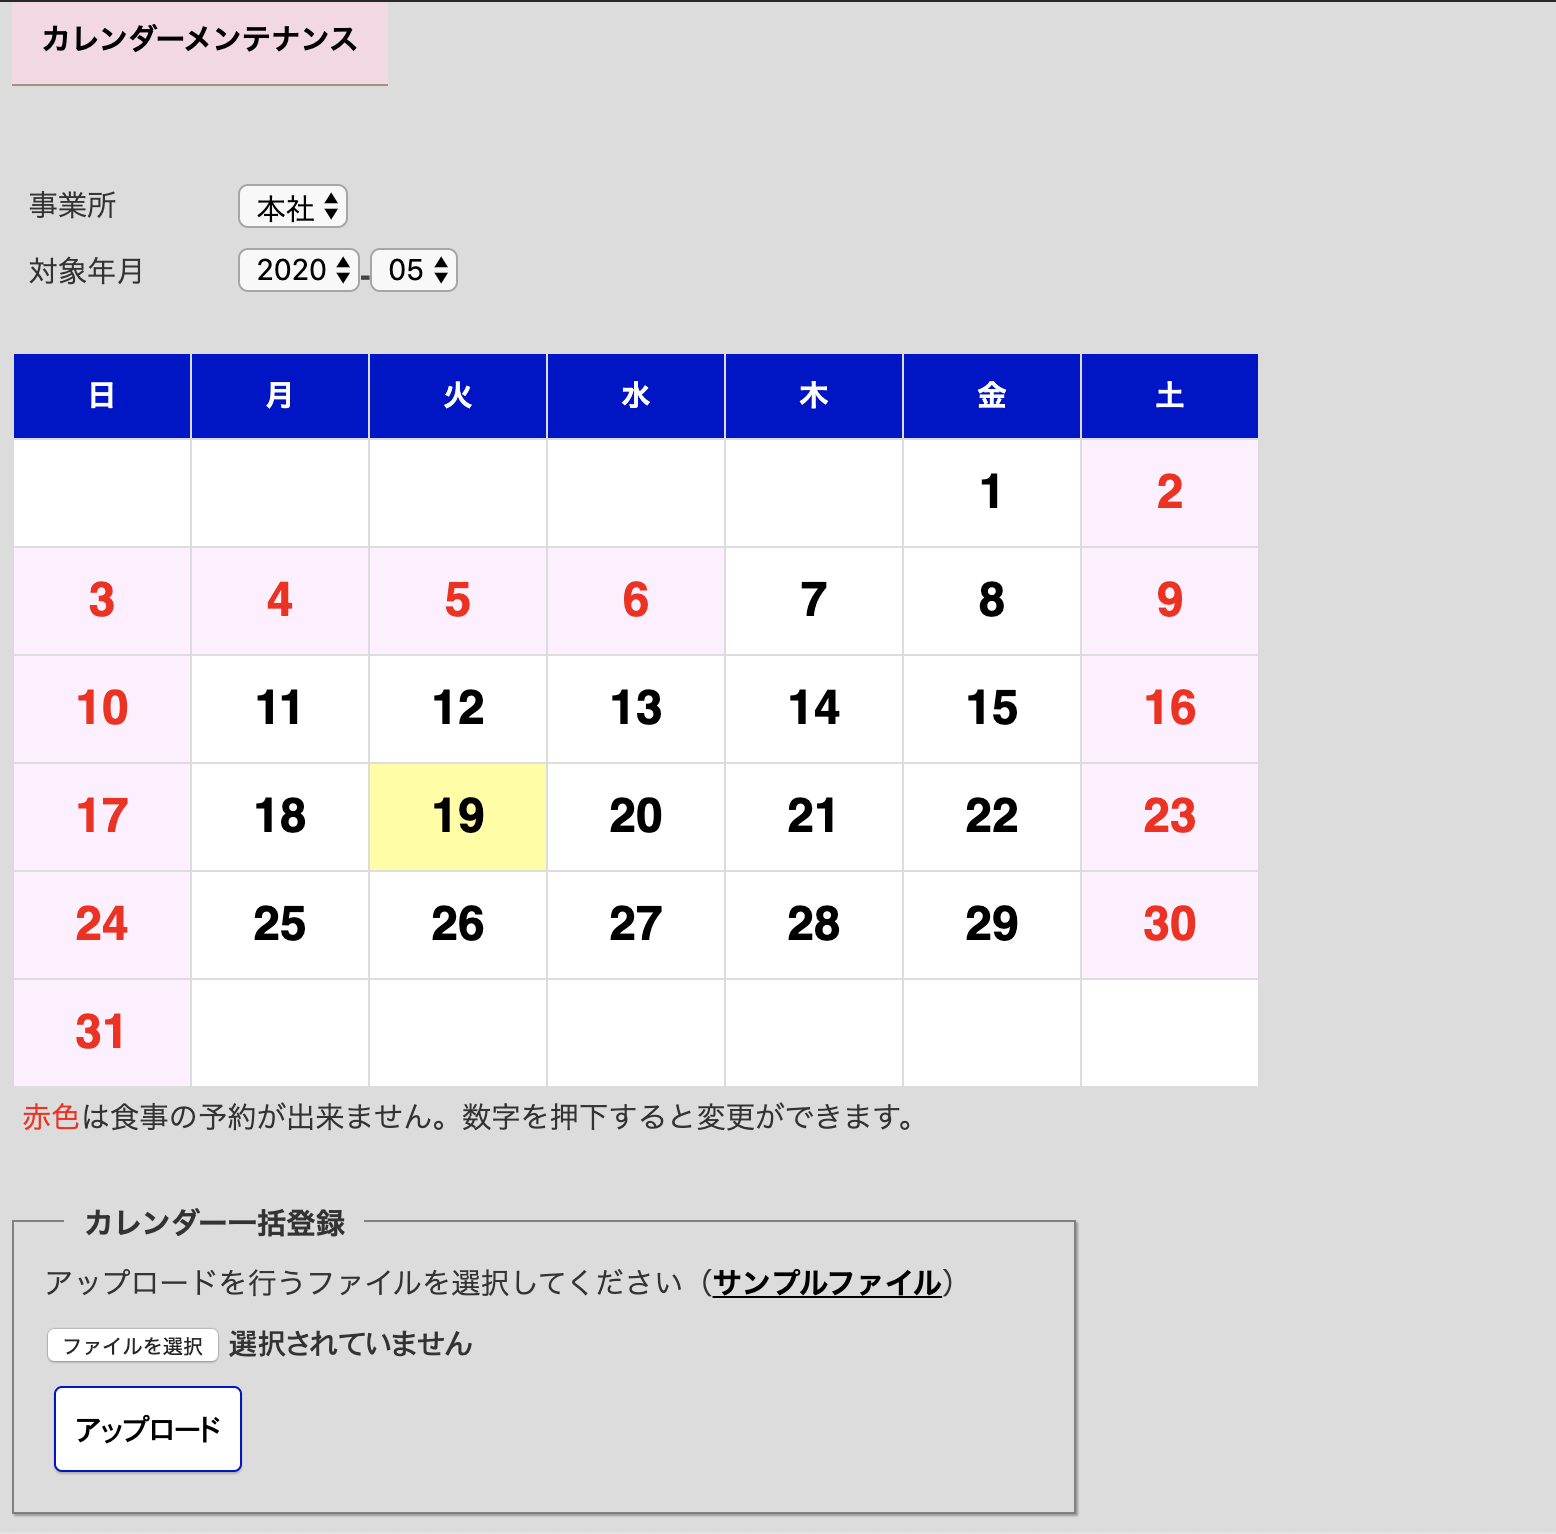 カレンダーメンテナンス
事業所 本社
対象年月 2020 - 05
日 月 火 水 木 金 土
1 2
3 4 5 6 7 8 9
10 11 12 13 14 15 16
17 18 19 20 21 22 23
24 25 26 27 28 29 30
31
赤色は食事の予約が出来ません。数字を押下すると変更ができます。
カレンダー一括登録
アップロードを行うファイルを選択してください（サンプルファイル）
ファイルを選択 選択されていません
アップロード